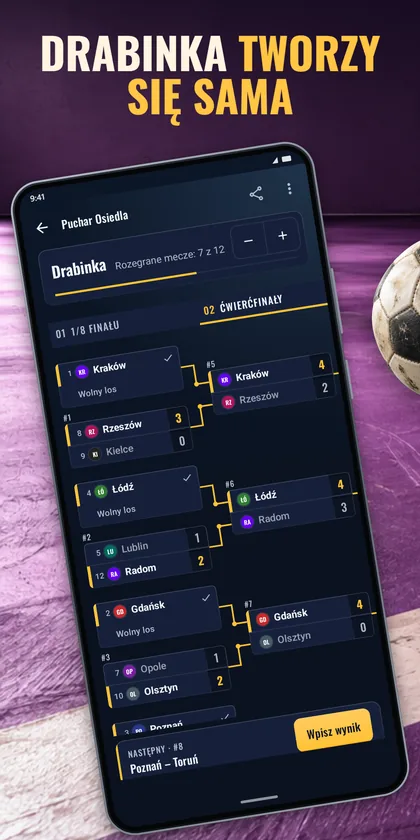 DRABINKA TWORZY
SIĘ SAMA
9:41
Puchar Osiedla
Drabinka
Rozegrane mecze: 7 z 12
− +
01 1/8 FINAŁU
02 ĆWIERĆFINAŁY
1 KR Kraków
Wolny los
#1
8 RZ Rzeszów 3
9 KI Kielce 0
#5
KR Kraków 4
RZ Rzeszów 2
4 ŁÓ Łódź
Wolny los
#2
5 LU Lublin 1
12 RA Radom 2
#6
ŁÓ Łódź 4
RA Radom 3
2 GD Gdańsk
Wolny los
#3
7 OP Opole 1
10 OL Olsztyn 2
#7
GD Gdańsk 4
OL Olsztyn 0
3 PO Poznań
NASTĘPNY · #8
Poznań – Toruń
Wpisz wynik